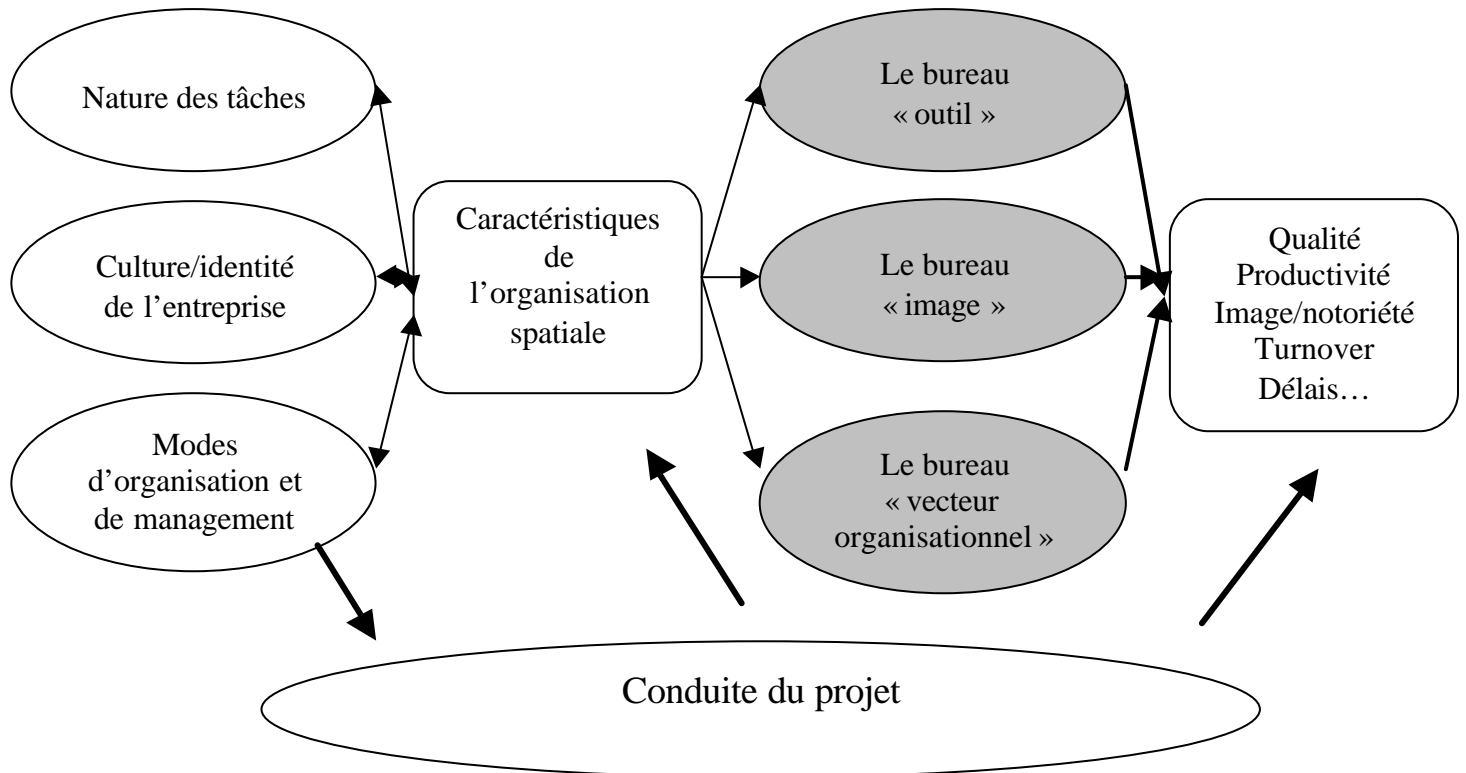 Nature des tâches
Culture/identité
de l’entreprise
Modes
d’organisation et
de management
Caractéristiques
de
l’organisation
spatiale
Le bureau
« outil »
Le bureau
« image »
Le bureau
« vecteur
organisationnel »
Qualité
Productivité
Image/notoriété
Turnover
Délais…
Conduite du projet